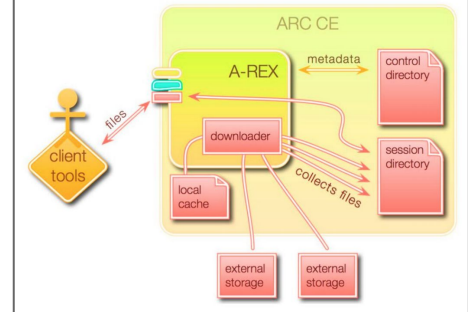 ARC CE
A-REX
metadata
control
directory
files
client
tools
downloader
session
directory
local
cache
collects files
external
storage
external
storage